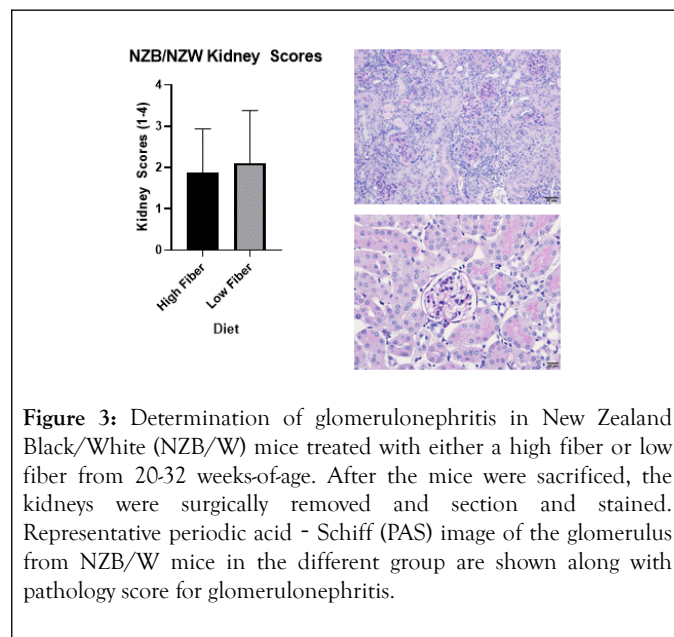 NZB/NZW Kidney Scores
Kidney Scores (1-4)
4
3
2
1
0
High Fiber
Low Fiber
Diet
Figure 3: Determination of glomerulonephritis in New Zealand
Black/White (NZB/W) mice treated with either a high fiber or low
fiber from 20-32 weeks-of-age. After the mice were sacrificed, the
kidneys were surgically removed and section and stained.
Representative periodic acid - Schiff (PAS) image of the glomerulus
from NZB/W mice in the different group are shown along with
pathology score for glomerulonephritis.